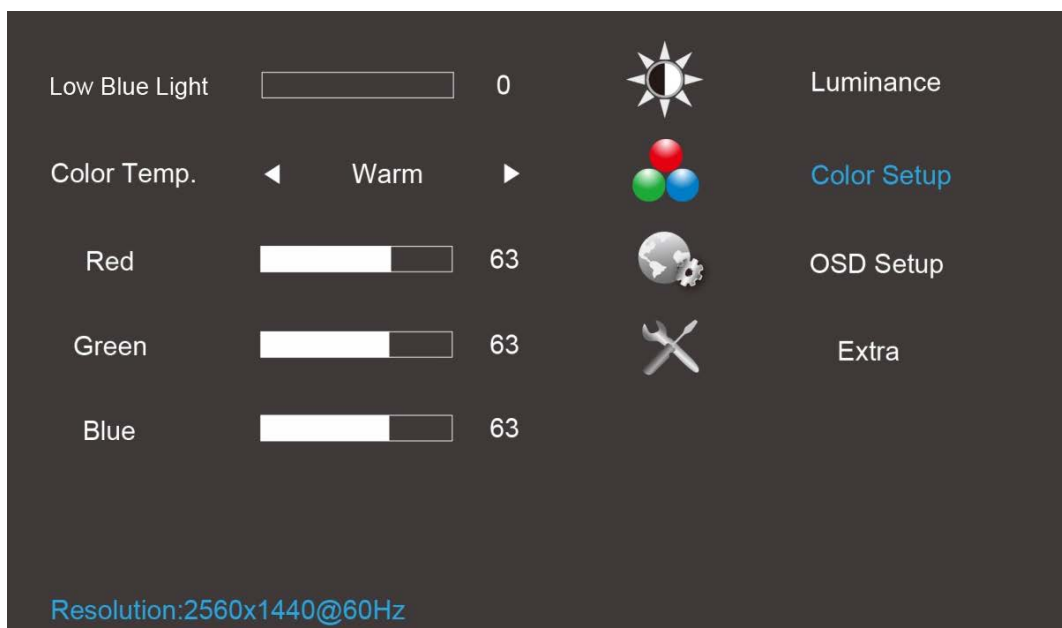 Low Blue Light 0 Luminance
Color Temp. Warm Color Setup
Red 63 OSD Setup
Green 63 Extra
Blue 63
Resolution:2560x1440@60Hz